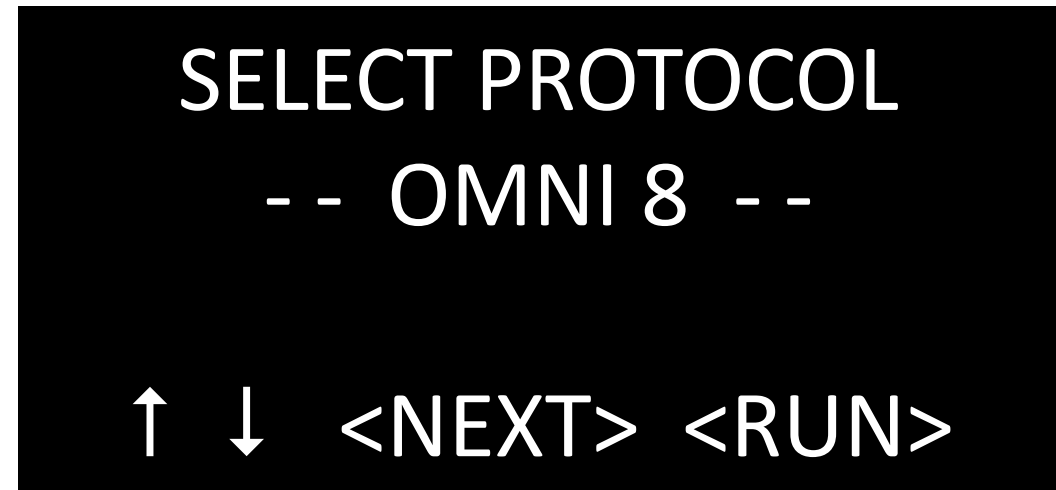 SELECT PROTOCOL
- - OMNI 8 - -
↑ ↓ <NEXT> <RUN>